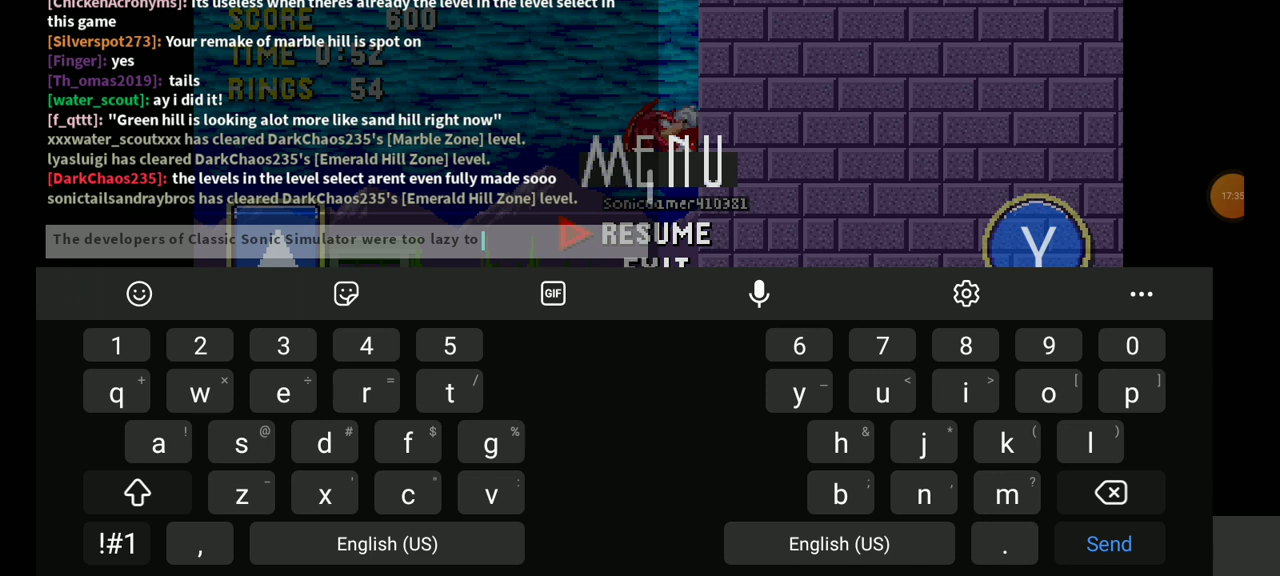 [ChickenAcronyms]: its useless when theres already the level in the level select in
this game
[Silverspot273]: Your remake of marble hill is spot on
[Finger]: yes
[Th_omas2019]: tails
[water_scout]: ay i did it!
[f_qttt]: "Green hill is looking alot more like sand hill right now"
xxxwater_scoutxxx has cleared DarkChaos235's [Marble Zone] level.
lyasluigi has cleared DarkChaos235's [Emerald Hill Zone] level.
[DarkChaos235]: the levels in the level select arent even fully made sooo
sonictailsandraybros has cleared DarkChaos235's [Emerald Hill Zone] level.
The developers of Classic Sonic Simulator were too lazy to
SCORE 600
TIME 0:52
RINGS 54
MENU
Sonicgamer410381
RESUME
EXIT
Y
17:35
GIF
1 2 3 4 5 6 7 8 9 0
q + w × e ÷ r = t / y _ u < i > o [ p ]
a ! s @ d # f $ g % h & j * k ( l )
z - x ' c " v : b ; n , m ?
!#1 , English (US) English (US) . Send